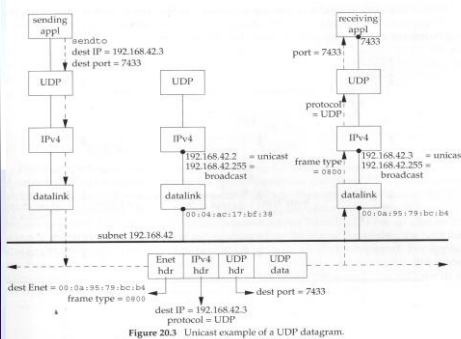 sending
appl
sendto
dest IP = 192.168.42.3
dest port = 7433
UDP
IPv4
datalink
UDP
IPv4
192.168.42.2 = unicast
192.168.42.255 =
broadcast
datalink
00:04:ac:17:bf:38
receiving
appl
7433
port = 7433
UDP
protocol
= UDP
IPv4
192.168.42.3 = unicast
192.168.42.255 =
broadcast
frame type
= 0800
datalink
00:0a:95:79:bc:b4
subnet 192.168.42
Enet
hdr
IPv4
hdr
UDP
hdr
UDP
data
dest Enet = 00:0a:95:79:bc:b4
frame type = 0800
dest port = 7433
dest IP = 192.168.42.3
protocol = UDP
Figure 20.3 Unicast example of a UDP datagram.